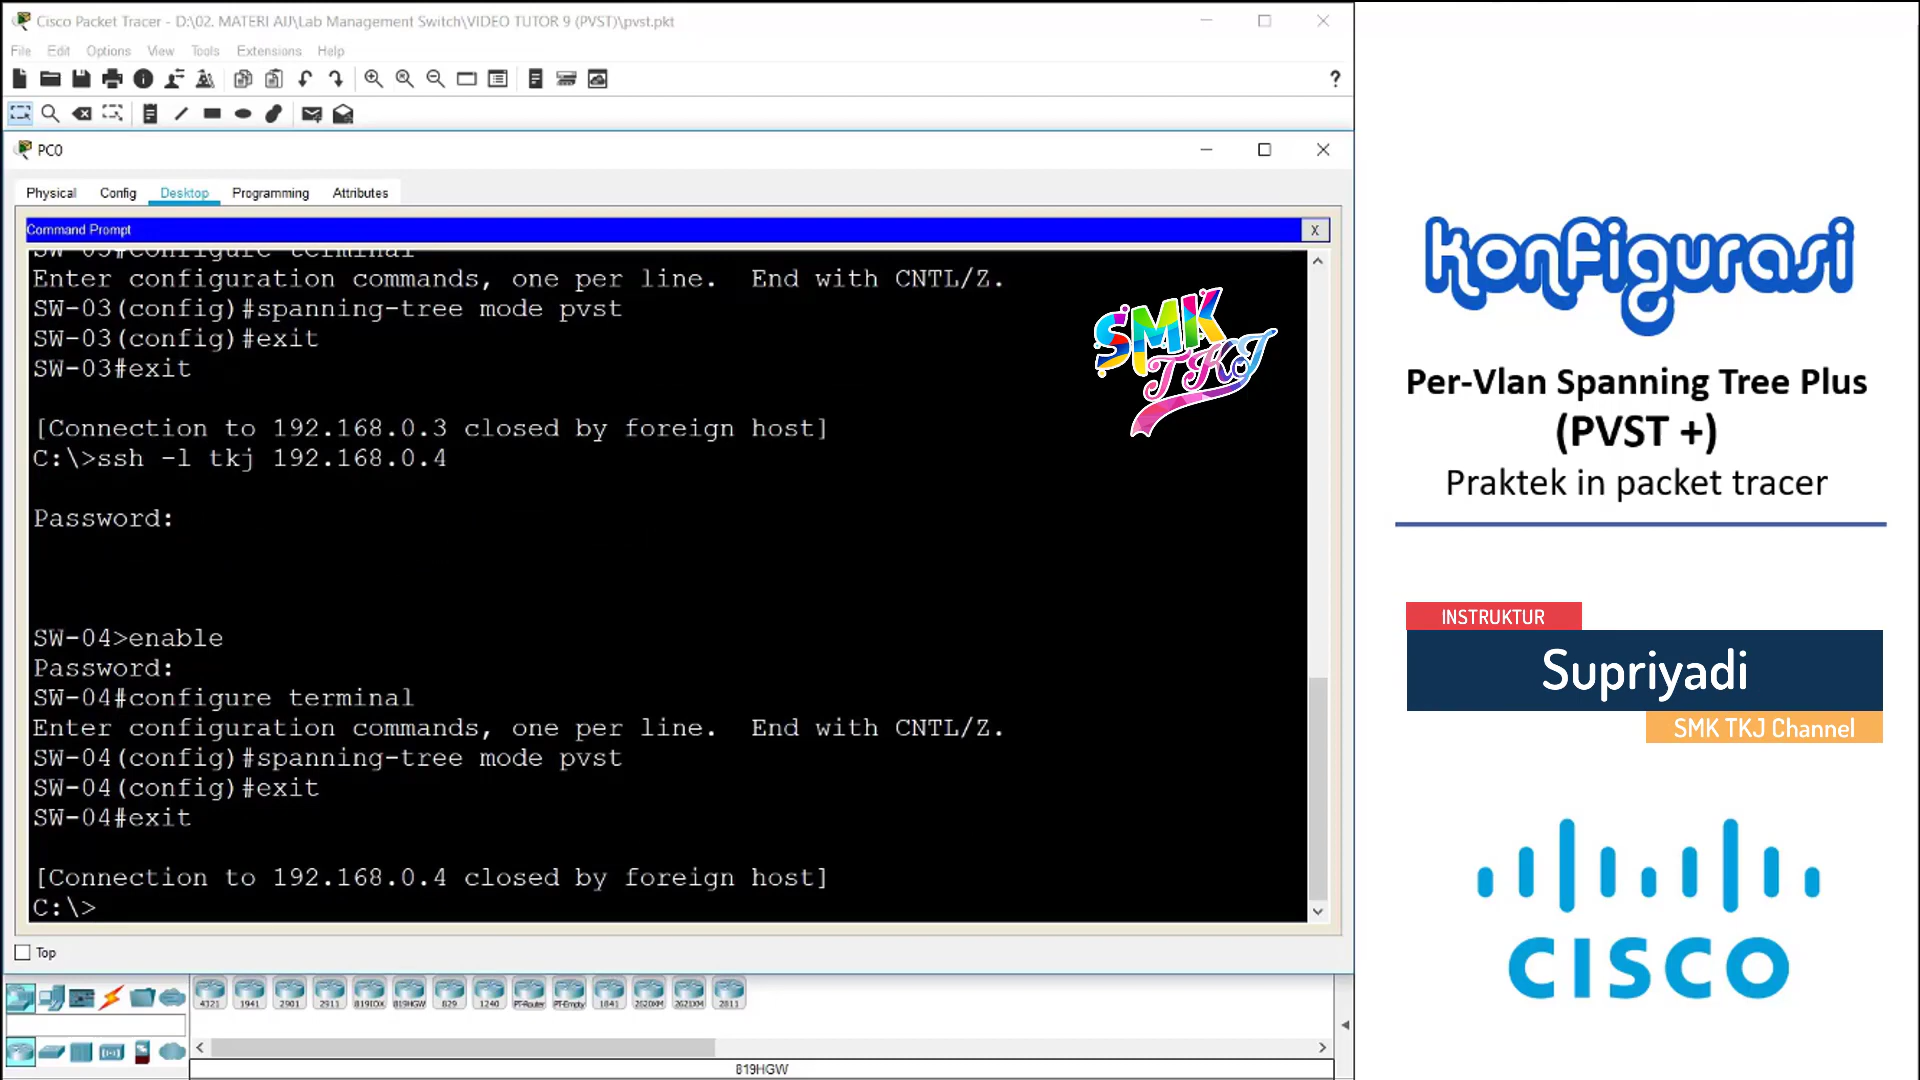 Cisco Packet Tracer - D:\02. MATERI AIJ\Lab Management Switch\VIDEO TUTOR 9 (PVST)\pvst.pkt
File Edit Options View Tools Extensions Help
?
PC0
Physical Config Desktop Programming Attributes
Command Prompt
X
SW-03#configure terminal
Enter configuration commands, one per line.  End with CNTL/Z.
SW-03(config)#spanning-tree mode pvst
SW-03(config)#exit
SW-03#exit
[Connection to 192.168.0.3 closed by foreign host]
C:\>ssh -l tkj 192.168.0.4
Password:
SW-04>enable
Password:
SW-04#configure terminal
Enter configuration commands, one per line.  End with CNTL/Z.
SW-04(config)#spanning-tree mode pvst
SW-04(config)#exit
SW-04#exit
[Connection to 192.168.0.4 closed by foreign host]
C:\>
Top
4321 1941 2901 2911 819IOX 819HGW 829 1240 PT-Router PT-Empty 1841 2620XM 2621XM 2811
819HGW
SMK
TKJ
konfigurasi
Per-Vlan Spanning Tree Plus
(PVST +)
Praktek in packet tracer
INSTRUKTUR
Supriyadi
SMK TKJ Channel
CISCO